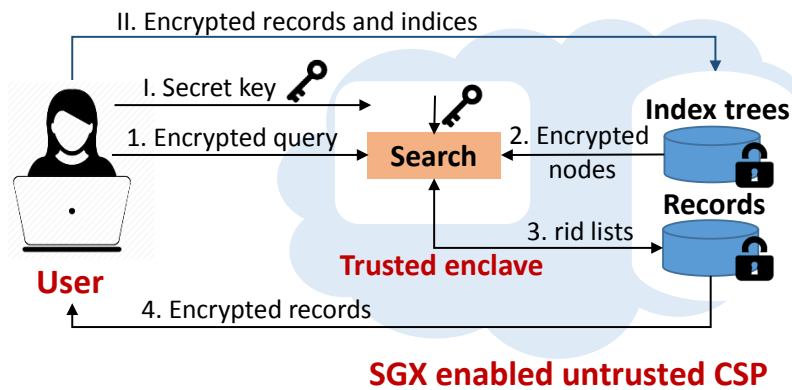 II. Encrypted records and indices
I. Secret key
1. Encrypted query
Search
2. Encrypted
nodes
Index trees
Records
3. rid lists
Trusted enclave
User
4. Encrypted records
SGX enabled untrusted CSP